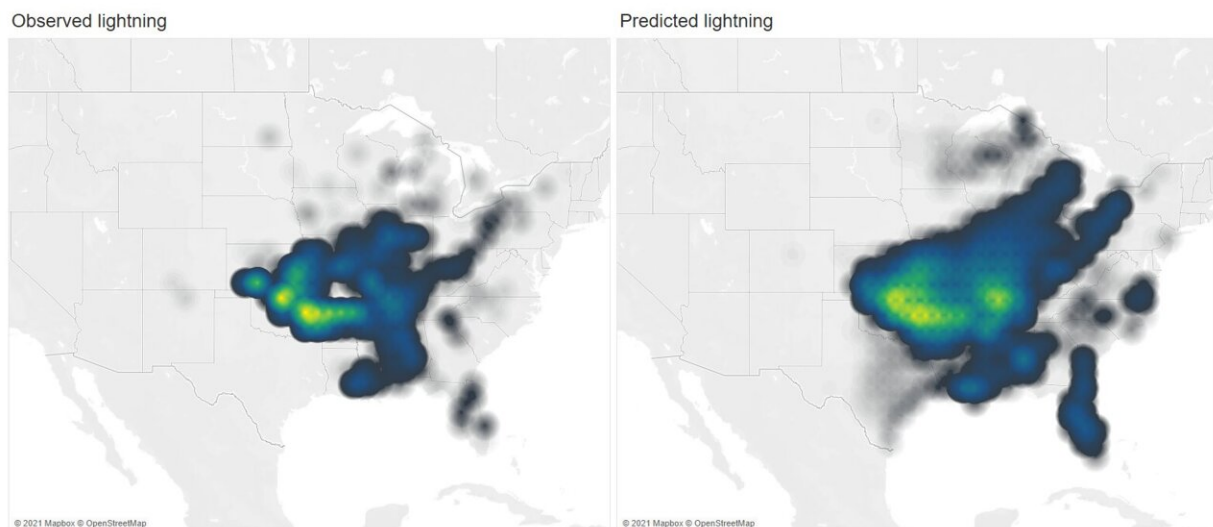 Observed lightning
Predicted lightning
© 2021 Mapbox © OpenStreetMap
© 2021 Mapbox © OpenStreetMap